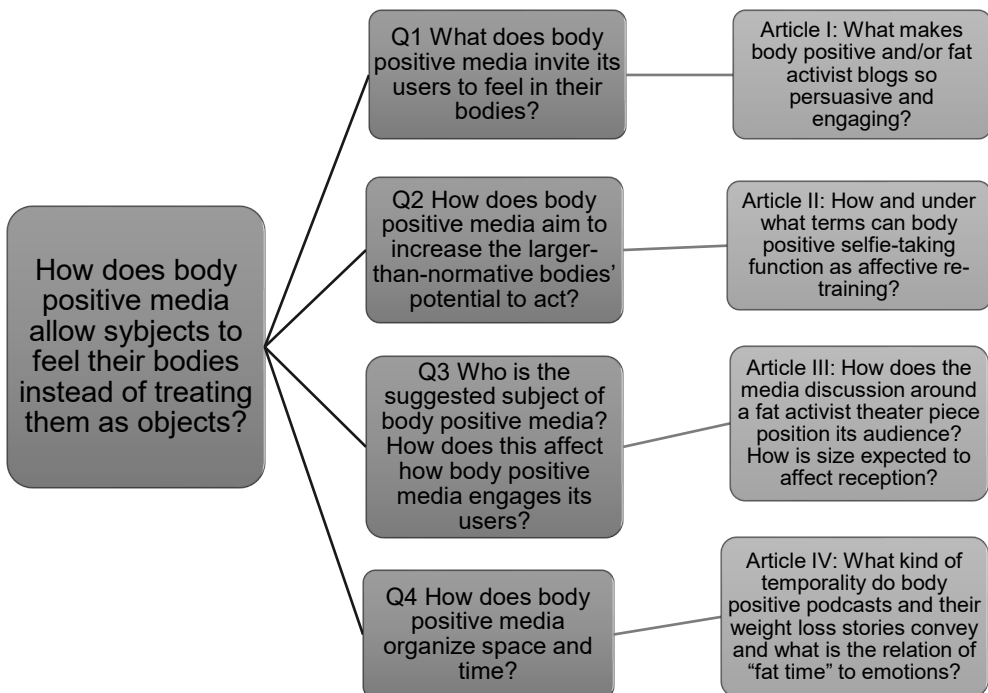 How does body
positive media
allow sybjects to
feel their bodies
instead of treating
them as objects?
Q1 What does body
positive media invite its
users to feel in their
bodies?
Article I: What makes
body positive and/or fat
activist blogs so
persuasive and
engaging?
Q2 How does body
positive media aim to
increase the larger-
than-normative bodies’
potential to act?
Article II: How and under
what terms can body
positive selfie-taking
function as affective re-
training?
Q3 Who is the
suggested subject of
body positive media?
How does this affect
how body positive
media engages its
users?
Article III: How does the
media discussion around
a fat activist theater piece
position its audience?
How is size expected to
affect reception?
Q4 How does body
positive media
organize space and
time?
Article IV: What kind of
temporality do body
positive podcasts and their
weight loss stories convey
and what is the relation of
“fat time” to emotions?